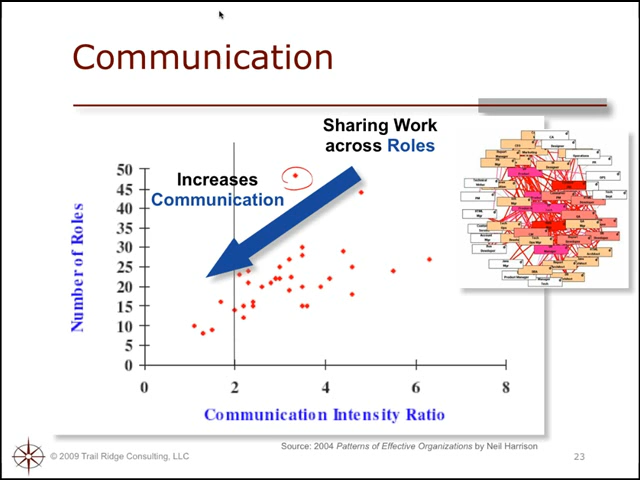 Communication
Sharing Work
across Roles
Increases
Communication
Number of Roles
50
45
40
35
30
25
20
15
10
5
0
0 2 4 6 8
Communication Intensity Ratio
Source: 2004 Patterns of Effective Organizations by Neil Harrison
© 2009 Trail Ridge Consulting, LLC
23